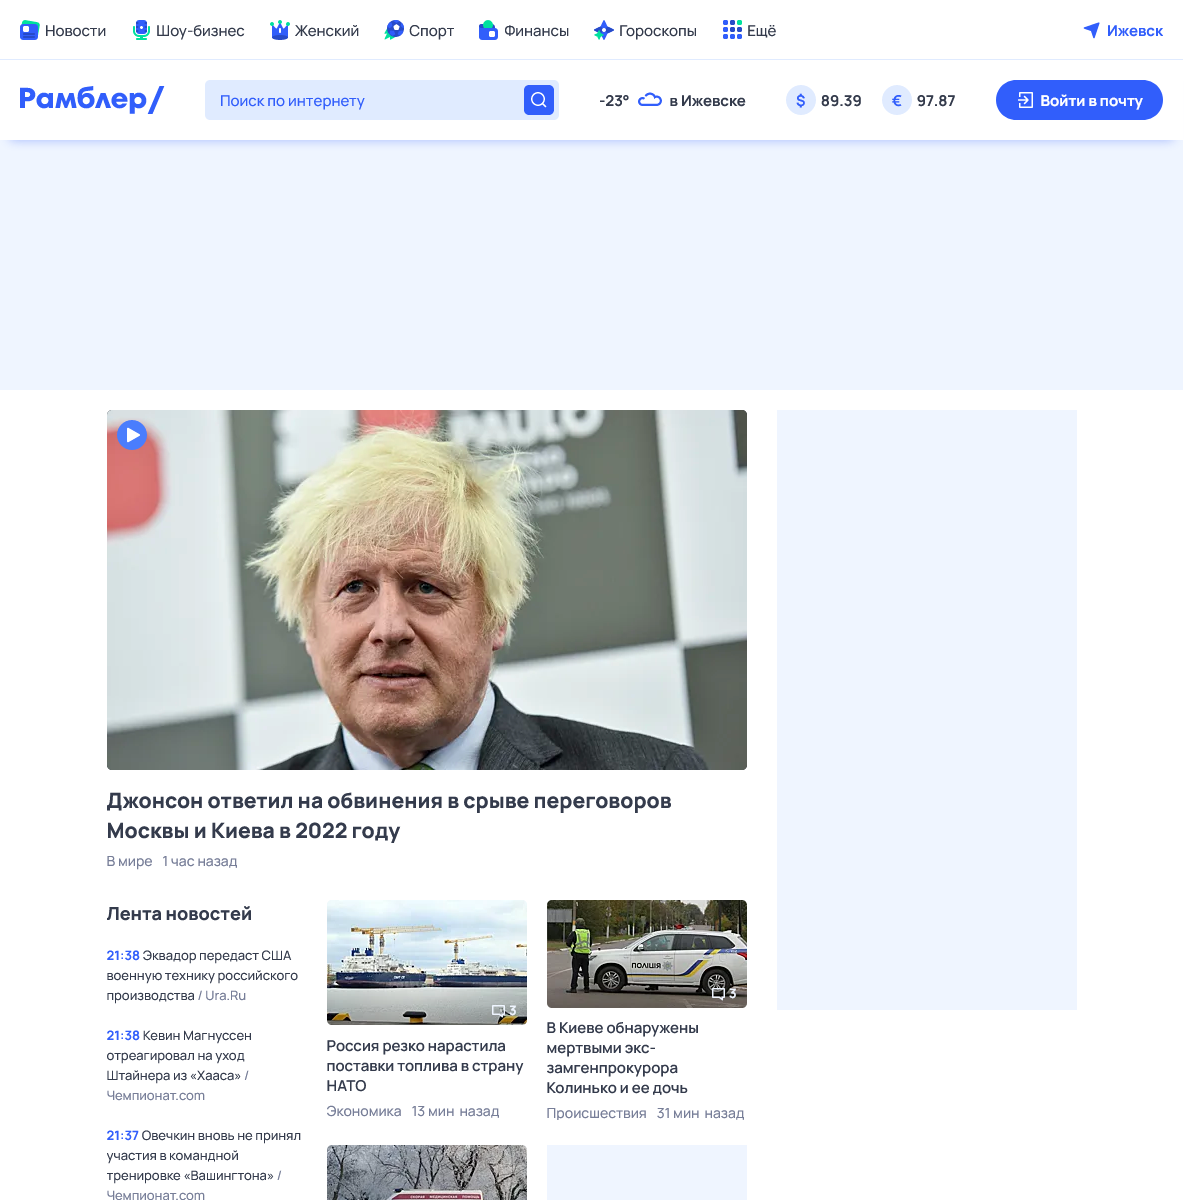 Новости
Шоу-бизнес
Женский
Спорт
Финансы
Гороскопы
Ещё
Ижевск
Рамблер/
Поиск по интернету
-23°
в Ижевске
$ 89.39
€ 97.87
Войти в почту
PAULO
Джонсон ответил на обвинения в срыве переговоров
Москвы и Киева в 2022 году
В мире 1 час назад
Лента новостей
21:38 Эквадор передаст США
военную технику российского
производства / Ura.Ru
21:38 Кевин Магнуссен
отреагировал на уход
Штайнера из «Хааса» /
Чемпионат.com
21:37 Овечкин вновь не принял
участия в командной
тренировке «Вашингтона» /
Чемпионат.com
3
Россия резко нарастила
поставки топлива в страну
НАТО
Экономика 13 мин назад
ПОЛІЦІЯ
3
В Киеве обнаружены
мертвыми экс-
замгенпрокурора
Колинько и ее дочь
Происшествия 31 мин назад
СКОРАЯ МЕДИЦИНСКАЯ ПОМОЩЬ